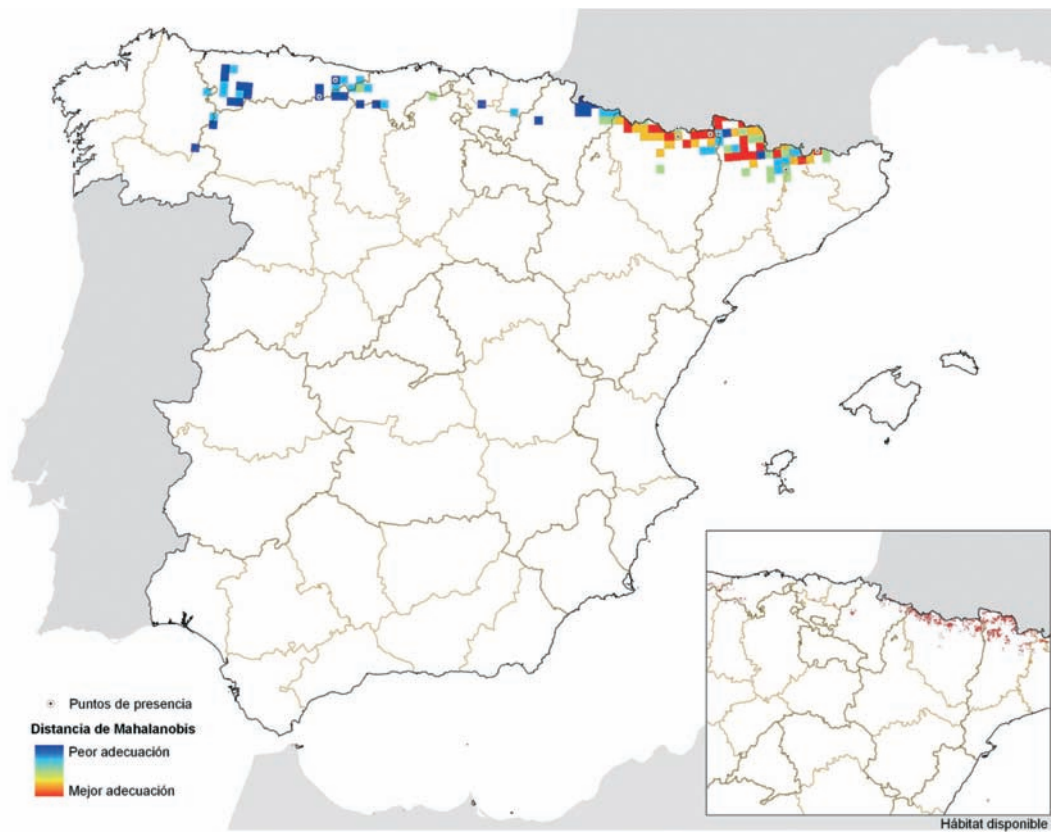 Puntos de presencia
Distancia de Mahalanobis
Peor adecuación
Mejor adecuación
Hábitat disponible